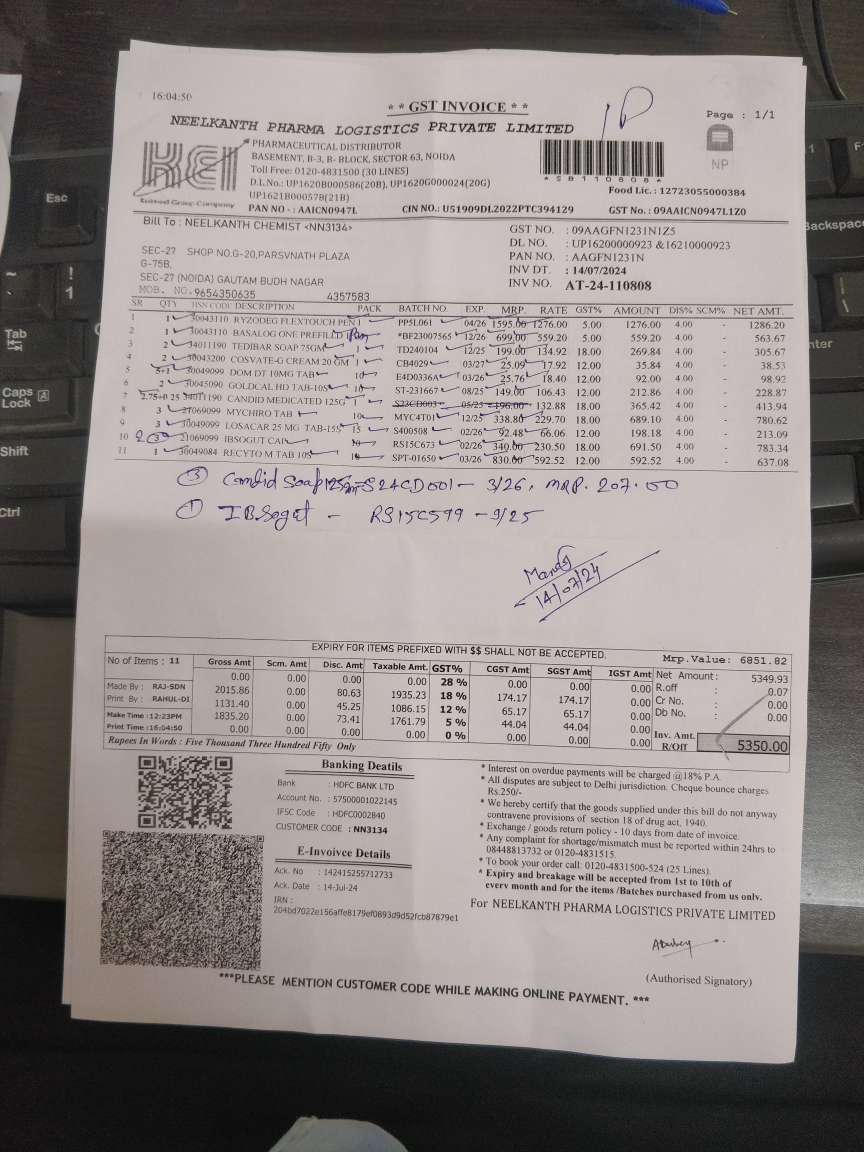 16:04:50
* * GST INVOICE * *
Page : 1/1
NEELKANTH PHARMA LOGISTICS PRIVATE LIMITED
KEI
Keimed Group Company
PHARMACEUTICAL DISTRIBUTOR
BASEMENT, B-3, B- BLOCK, SECTOR 63, NOIDA
Toll Free: 0120-4831500 (30 LINES)
D.L.No.: UP1620B000586(20B), UP1620G000024(20G)
UP1621B000578(21B)
NP
Food Lic. : 12723055000384
PAN NO - : AAICN0947L CIN NO.: U51909DL2022PTC394129 GST No. : 09AAICN0947L1Z0
Bill To : NEELKANTH CHEMIST <NN3134>
SEC-27 SHOP NO.G-20,PARSVNATH PLAZA
G-75B,
SEC-27 (NOIDA) GAUTAM BUDH NAGAR
MOB. NO.9654350635 4357583
GST NO. : 09AAGFN1231N1Z5
DL NO. : UP16200000923 &16210000923
PAN NO. : AAGFN1231N
INV DT. : 14/07/2024
INV NO. AT-24-110808
SR QTY HSN CODE DESCRIPTION PACK BATCH NO. EXP. MRP. RATE GST% AMOUNT DIS% SCM% NET AMT.
1 1 30043110 RYZODEG FLEXTOUCH PEN 1 PP5L061 04/26 1595.00 1276.00 5.00 1276.00 4.00 - 1286.20
2 1 30043110 BASALOG ONE PREFILLD *BF23007565 12/26 699.00 559.20 5.00 559.20 4.00 - 563.67
3 2 34011190 TEDIBAR SOAP 75GM 1 TD240104 12/25 199.00 134.92 18.00 269.84 4.00 - 305.67
4 2 30043200 COSVATE-G CREAM 20 GM 1 CB4029 03/27 25.09 17.92 12.00 35.84 4.00 - 38.53
5 5+1 30049099 DOM DT 10MG TAB 10 E4D0336A 03/26 25.76 18.40 12.00 92.00 4.00 - 98.92
6 2 30045090 GOLDCAL HD TAB-10S 10 ST-231667 08/25 149.00 106.43 12.00 212.86 4.00 - 228.87
7 2.75+0.25 34011190 CANDID MEDICATED 125G 1 S23CD003 05/25 196.00 132.88 18.00 365.42 4.00 - 413.94
8 3 21069099 MYCHIRO TAB 10 MYC4T01 12/25 338.80 229.70 18.00 689.10 4.00 - 780.62
9 3 30049099 LOSACAR 25 MG TAB-15S 15 S400508 02/26 92.48 66.06 12.00 198.18 4.00 - 213.09
10 2 3 21069099 IBSOGUT CAP 10 RS15C673 02/26 340.00 230.50 18.00 691.50 4.00 - 783.34
11 1 30049084 RECYTO M TAB 10S 10 SPT-01650 03/26 830.00 592.52 12.00 592.52 4.00 - 637.08
③ Candid Soap 125gm - S24CD001 - 3/26, MRP. 207.00
① IBSogut - RS15C599 - 9/25
14/07/24
EXPIRY FOR ITEMS PREFIXED WITH $$ SHALL NOT BE ACCEPTED.
No of Items : 11
Mrp.Value: 6851.82
Gross Amt Scm. Amt Disc. Amt Taxable Amt. GST% CGST Amt SGST Amt IGST Amt
0.00 0.00 0.00 0.00 28 % 0.00 0.00 0.00
2015.86 0.00 80.63 1935.23 18 % 174.17 174.17 0.00
1131.40 0.00 45.25 1086.15 12 % 65.17 65.17 0.00
1835.20 0.00 73.41 1761.79 5 % 44.04 44.04 0.00
0.00 0.00 0.00 0.00 0 % 0.00 0.00 0.00
Made By : RAJ-SDN
Print By : RAHUL-DI
Make Time :12:23PM
Print Time :16:04:50
Net Amount : 5349.93
R.off : 0.07
Cr No. : 0.00
Db No. : 0.00
Inv. Amt.
R/Off 5350.00
Rupees In Words : Five Thousand Three Hundred Fifty Only
Banking Deatils
Bank : HDFC BANK LTD
Account No. : 57500001022145
IFSC Code : HDFC0002840
CUSTOMER CODE : NN3134
E-Invoicee Details
Ack. No : 142415255712733
Ack. Date : 14-Jul-24
IRN :
204bd7022e156affe8179ef0893d9d52fcb87879e1
* Interest on overdue payments will be charged @18% P.A.
* All disputes are subject to Delhi jurisdiction. Cheque bounce charges
Rs.250/-
* We hereby certify that the goods supplied under this bill do not anyway
contravene provisions of section 18 of drug act, 1940.
* Exchange / goods return policy - 10 days from date of invoice.
* Any complaint for shortage/mismatch must be reported within 24hrs to
08448813732 or 0120-4831515.
* To book your order call: 0120-4831500-524 (25 Lines).
* Expiry and breakage will be accepted from 1st to 10th of
every month and for the items /Batches purchased from us only.
For NEELKANTH PHARMA LOGISTICS PRIVATE LIMITED
(Authorised Signatory)
***PLEASE MENTION CUSTOMER CODE WHILE MAKING ONLINE PAYMENT. ***
Esc
Tab
Caps Lock A
Shift
Ctrl
Backspace